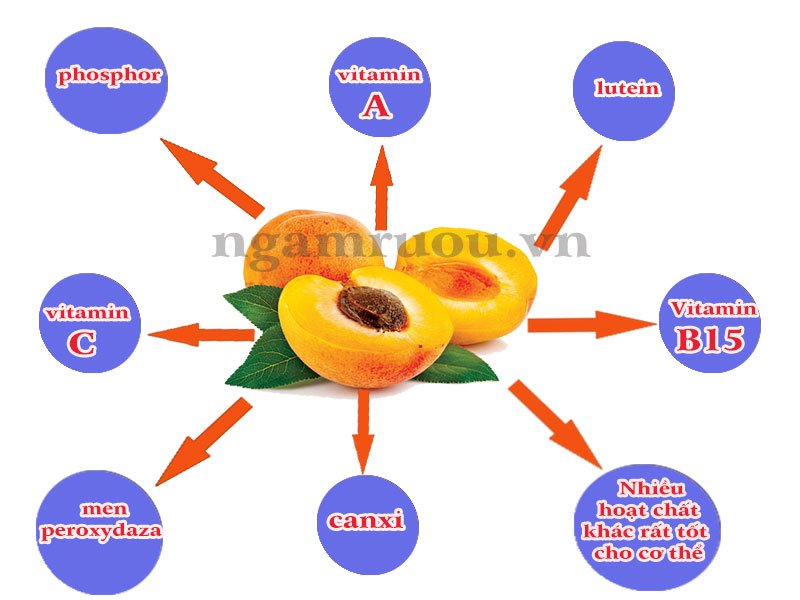 phosphor
vitamin
A
lutein
ngamruou.vn
vitamin
C
Vitamin
B15
men
peroxydaza
canxi
Nhiều
hoạt chất
khác rất tốt
cho cơ thể